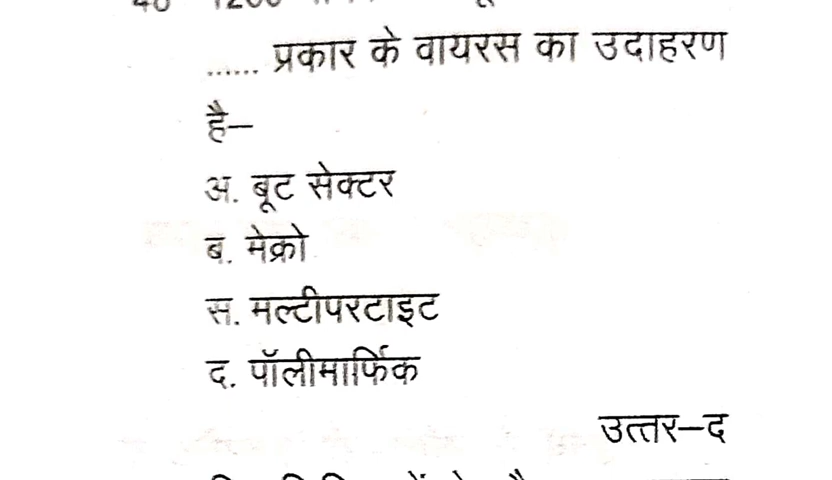 ...... प्रकार के वायरस का उदाहरण
है–
अ. बूट सेक्टर
ब. मेक्रो
स. मल्टीपरटाइट
द. पॉलीमार्फिक
उत्तर–द